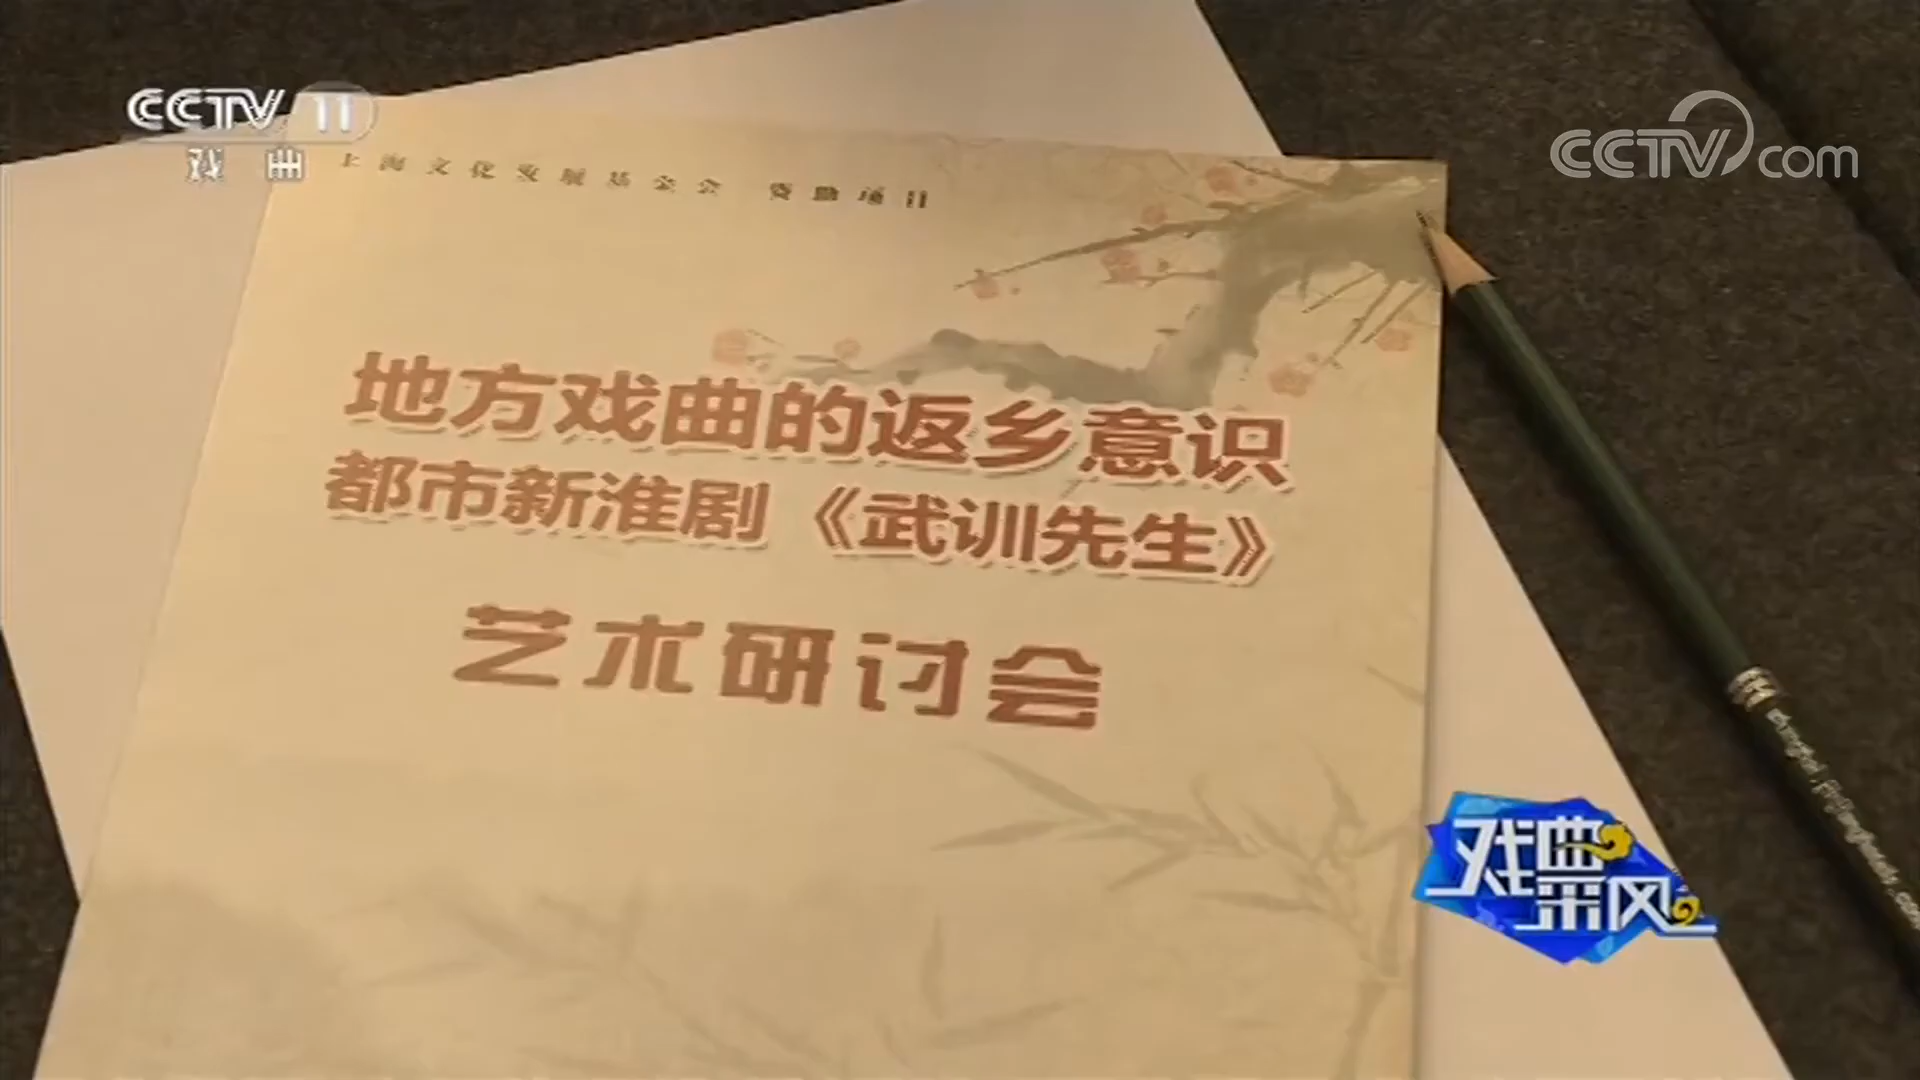 CCTV 11
戏 曲
CCTV com
上海文化发展基金会 资助项目
地方戏曲的返乡意识
都市新淮剧《武训先生》
艺术研讨会
戏曲
采风